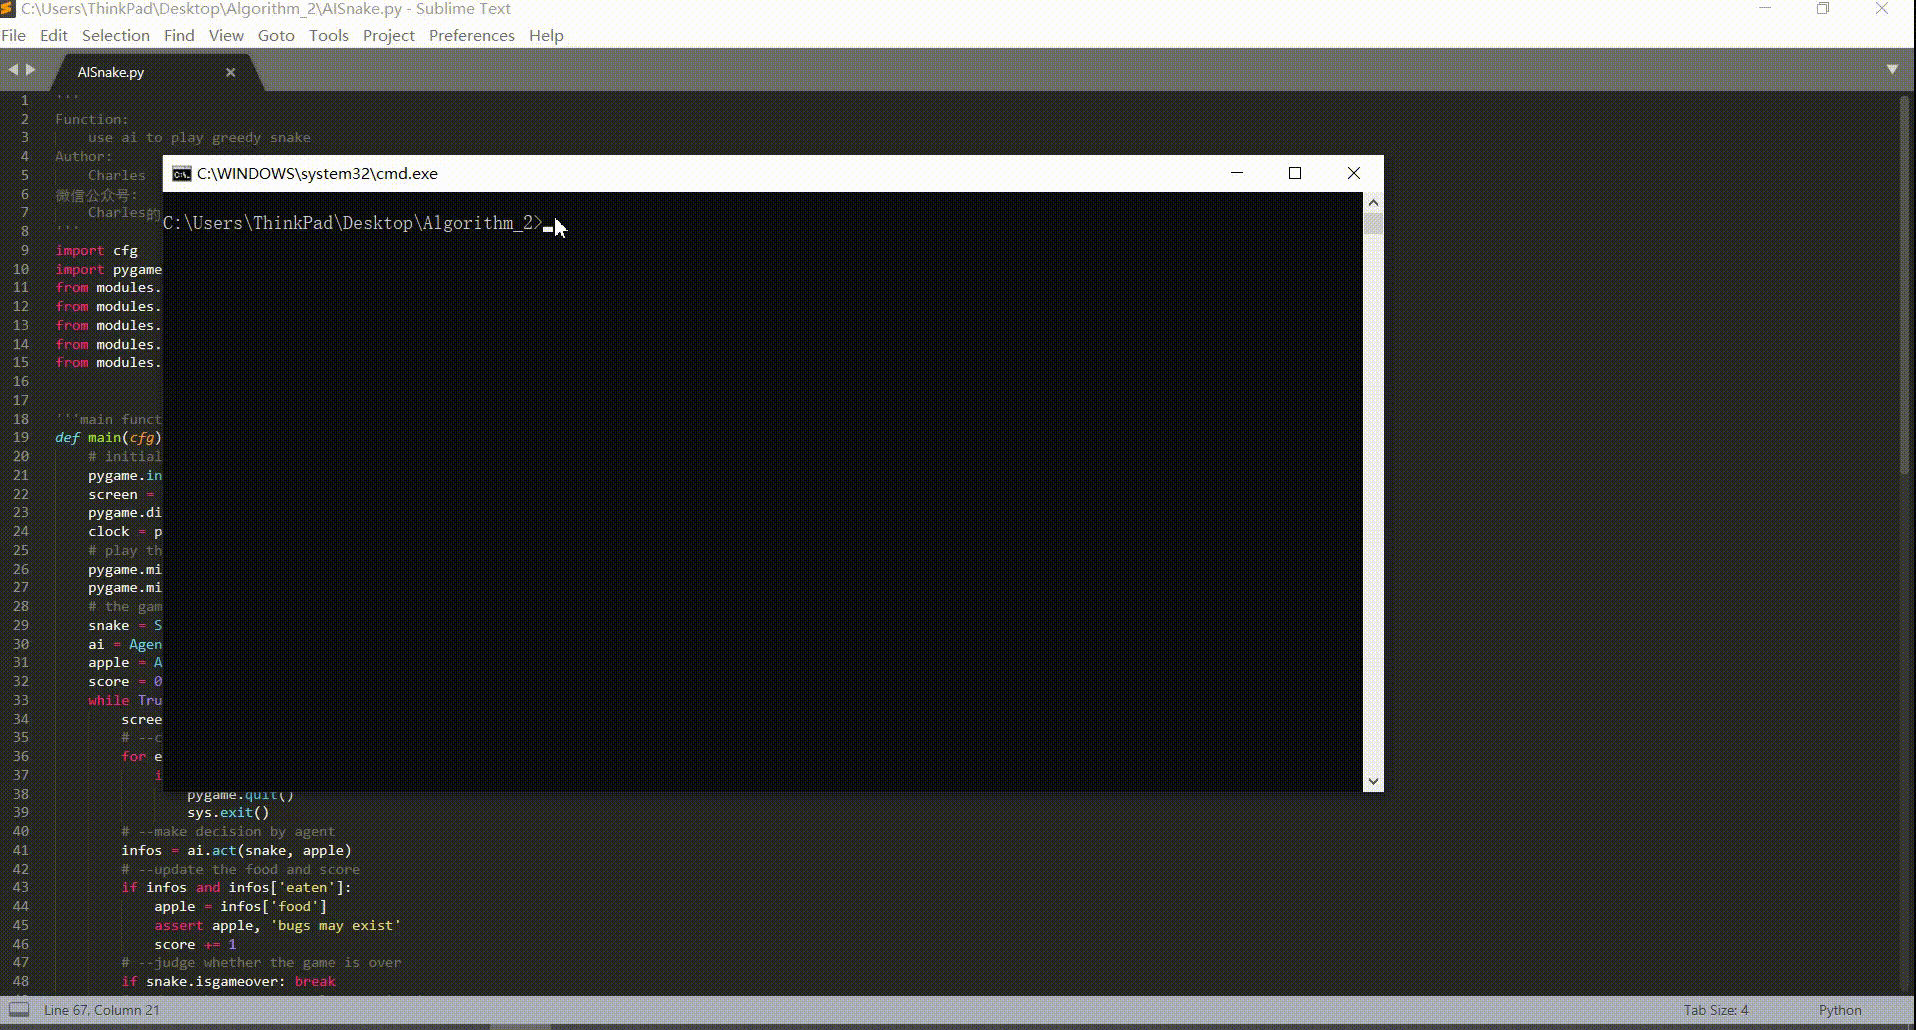 C:\Users\ThinkPad\Desktop\Algorithm_2\AISnake.py - Sublime Text
File Edit Selection Find View Goto Tools Project Preferences Help
AISnake.py
1 '''
2 Function:
3 use ai to play greedy snake
4 Author:
5 Charles
6 微信公众号:
7 Charles的
8 '''
9 import cfg
10 import pygame
11 from modules.
12 from modules.
13 from modules.
14 from modules.
15 from modules.
16
17
18 '''main funct
19 def main(cfg)
20 # initial
21 pygame.in
22 screen =
23 pygame.di
24 clock = p
25 # play th
26 pygame.mi
27 pygame.mi
28 # the gam
29 snake = S
30 ai = Agen
31 apple = A
32 score = 0
33 while Tru
34 scree
35 # --c
36 for e
37 i
38 pygame.quit()
39 sys.exit()
40 # --make decision by agent
41 infos = ai.act(snake, apple)
42 # --update the food and score
43 if infos and infos['eaten']:
44 apple = infos['food']
45 assert apple, 'bugs may exist'
46 score += 1
47 # --judge whether the game is over
48 if snake.isgameover: break
C:\WINDOWS\system32\cmd.exe
C:\Users\ThinkPad\Desktop\Algorithm_2>
Line 67, Column 21
Tab Size: 4
Python